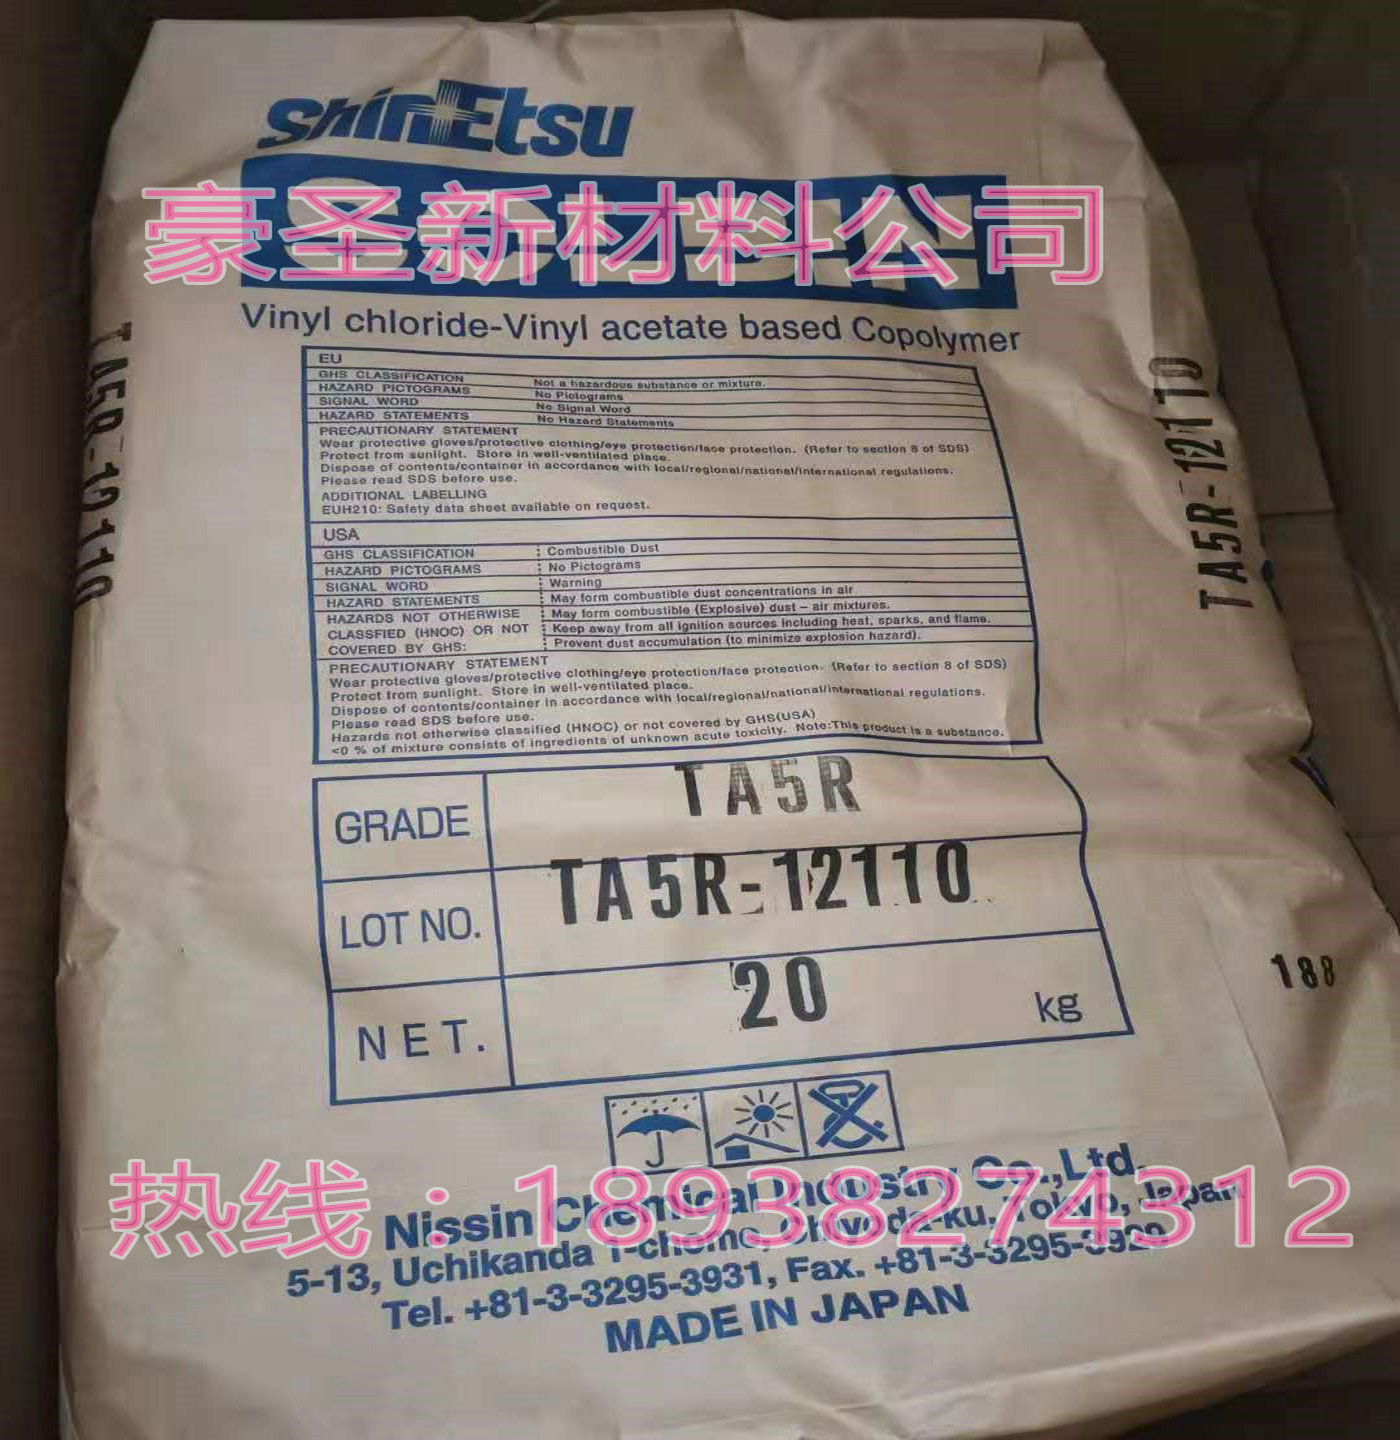 ShinEtsu
SOLBIN
豪圣新材料公司
Vinyl chloride-Vinyl acetate based Copolymer
EU
GHS CLASSIFICATION Not a hazardous substance or mixture.
HAZARD PICTOGRAMS No Pictograms
SIGNAL WORD No Signal Word
HAZARD STATEMENTS No Hazard Statements
PRECAUTIONARY STATEMENT
Wear protective gloves/protective clothing/eye protection/face protection. (Refer to section 8 of SDS)
Protect from sunlight. Store in well-ventilated place.
Dispose of contents/container in accordance with local/regional/national/international regulations.
Please read SDS before use.
ADDITIONAL LABELLING
EUH210: Safety data sheet available on request.
USA
GHS CLASSIFICATION : Combustible Dust
HAZARD PICTOGRAMS : No Pictograms
SIGNAL WORD : Warning
HAZARD STATEMENTS : May form combustible dust concentrations in air
HAZARDS NOT OTHERWISE : May form combustible (Explosive) dust – air mixtures.
CLASSFIED (HNOC) OR NOT : Keep away from all ignition sources including heat, sparks, and flame.
COVERED BY GHS: : Prevent dust accumulation (to minimize explosion hazard).
PRECAUTIONARY STATEMENT
Wear protective gloves/protective clothing/eye protection/face protection. (Refer to section 8 of SDS)
Protect from sunlight. Store in well-ventilated place.
Dispose of contents/container in accordance with local/regional/national/international regulations.
Please read SDS before use.
Hazards not otherwise classified (HNOC) or not covered by GHS(USA)
<0 % of mixture consists of ingredients of unknown acute toxicity. Note:This product is a substance.
GRADE TA5R
LOT NO. TA5R-12110
NET. 20 kg
TA5R-12110
TA5R-12110
188
热线：18938274312
Nissin Chemical Industry Co.,Ltd.
5-13, Uchikanda 1-chome, Chiyoda-ku, Tokyo, Japan
Tel. +81-3-3295-3931, Fax. +81-3-3295-3929
MADE IN JAPAN